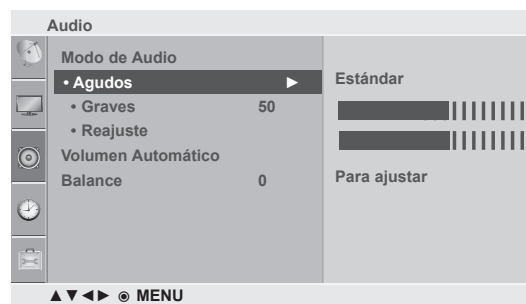 Audio
Modo de Audio
• Agudos ►
• Graves 50
• Reajuste
Volumen Automático
Balance 0
Estándar
Para ajustar
▲▼◄► ◉ MENU